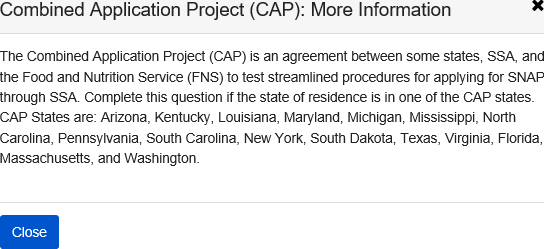 Combined Application Project (CAP): More Information
The Combined Application Project (CAP) is an agreement between some states, SSA, and
the Food and Nutrition Service (FNS) to test streamlined procedures for applying for SNAP
through SSA. Complete this question if the state of residence is in one of the CAP states.
CAP States are: Arizona, Kentucky, Louisiana, Maryland, Michigan, Mississippi, North
Carolina, Pennsylvania, South Carolina, New York, South Dakota, Texas, Virginia, Florida,
Massachusetts, and Washington.
Close